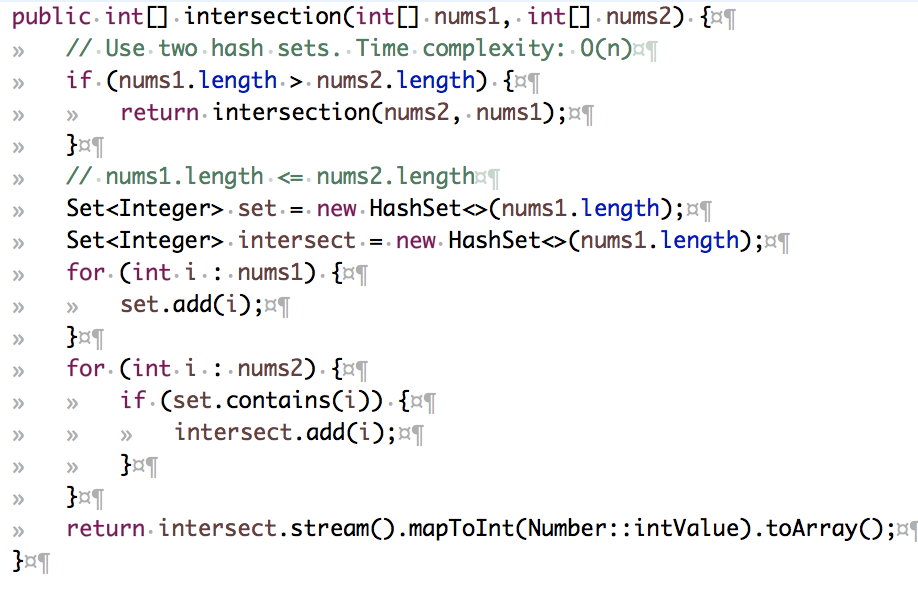 public int[] intersection(int[] nums1, int[] nums2) {¤¶
»	// Use two hash sets. Time complexity: O(n)¤¶
»	if (nums1.length > nums2.length) {¤¶
»	»	return intersection(nums2, nums1);¤¶
»	}¤¶
»	// nums1.length <= nums2.length¤¶
»	Set<Integer> set = new HashSet<>(nums1.length);¤¶
»	Set<Integer> intersect = new HashSet<>(nums1.length);¤¶
»	for (int i : nums1) {¤¶
»	»	set.add(i);¤¶
»	}¤¶
»	for (int i : nums2) {¤¶
»	»	if (set.contains(i)) {¤¶
»	»	»	intersect.add(i);¤¶
»	»	}¤¶
»	}¤¶
»	return intersect.stream().mapToInt(Number::intValue).toArray();¤¶
}¤¶